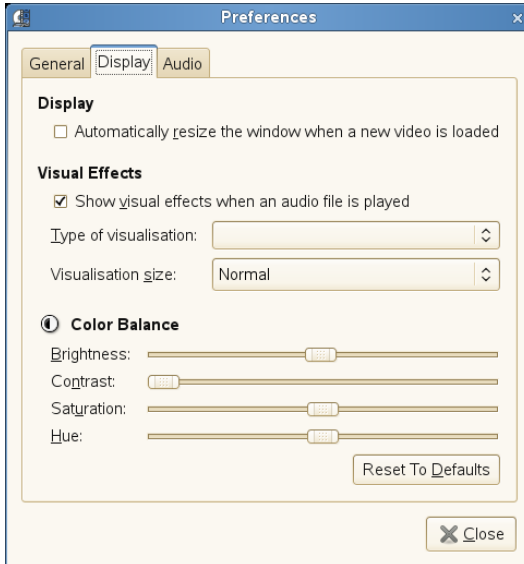 Preferences
General Display Audio
Display
Automatically resize the window when a new video is loaded
Visual Effects
Show visual effects when an audio file is played
Type of visualisation:
Visualisation size: Normal
Color Balance
Brightness:
Contrast:
Saturation:
Hue:
Reset To Defaults
Close